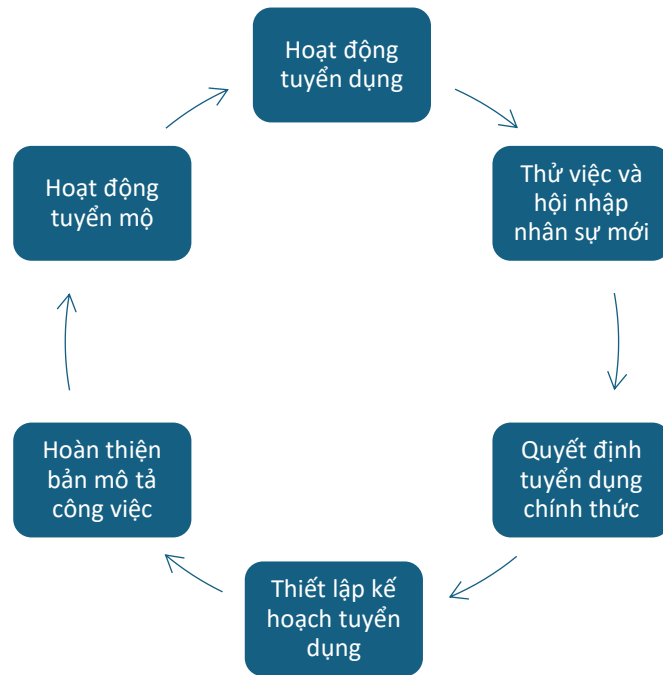 Hoạt động
tuyển dụng
Thử việc và
hội nhập
nhân sự mới
Quyết định
tuyển dụng
chính thức
Thiết lập kế
hoạch tuyển
dụng
Hoàn thiện
bản mô tả
công việc
Hoạt động
tuyển mộ